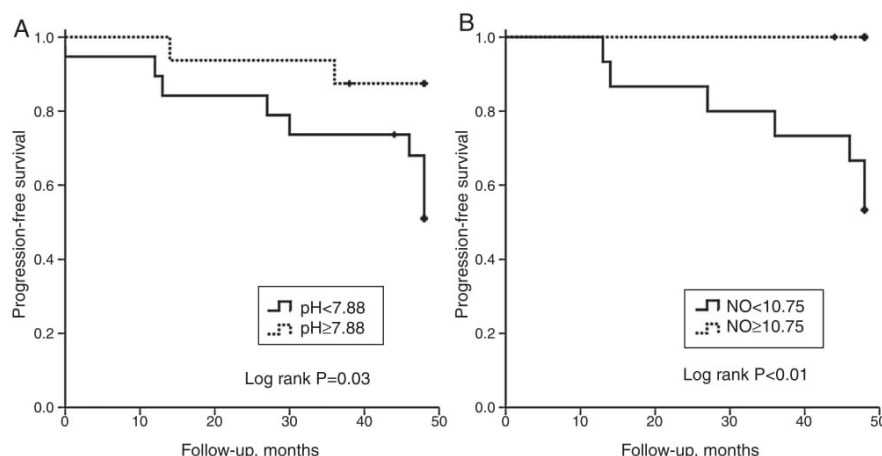 A
Progression-free survival
1.0
0.8
0.6
0.4
0.2
0.0
pH<7.88
pH≥7.88
Log rank P=0.03
0 10 20 30 40 50
Follow-up, months
B
Progression-free survival
1.0
0.8
0.6
0.4
0.2
0.0
NO<10.75
NO≥10.75
Log rank P<0.01
0 10 20 30 40 50
Follow-up, months